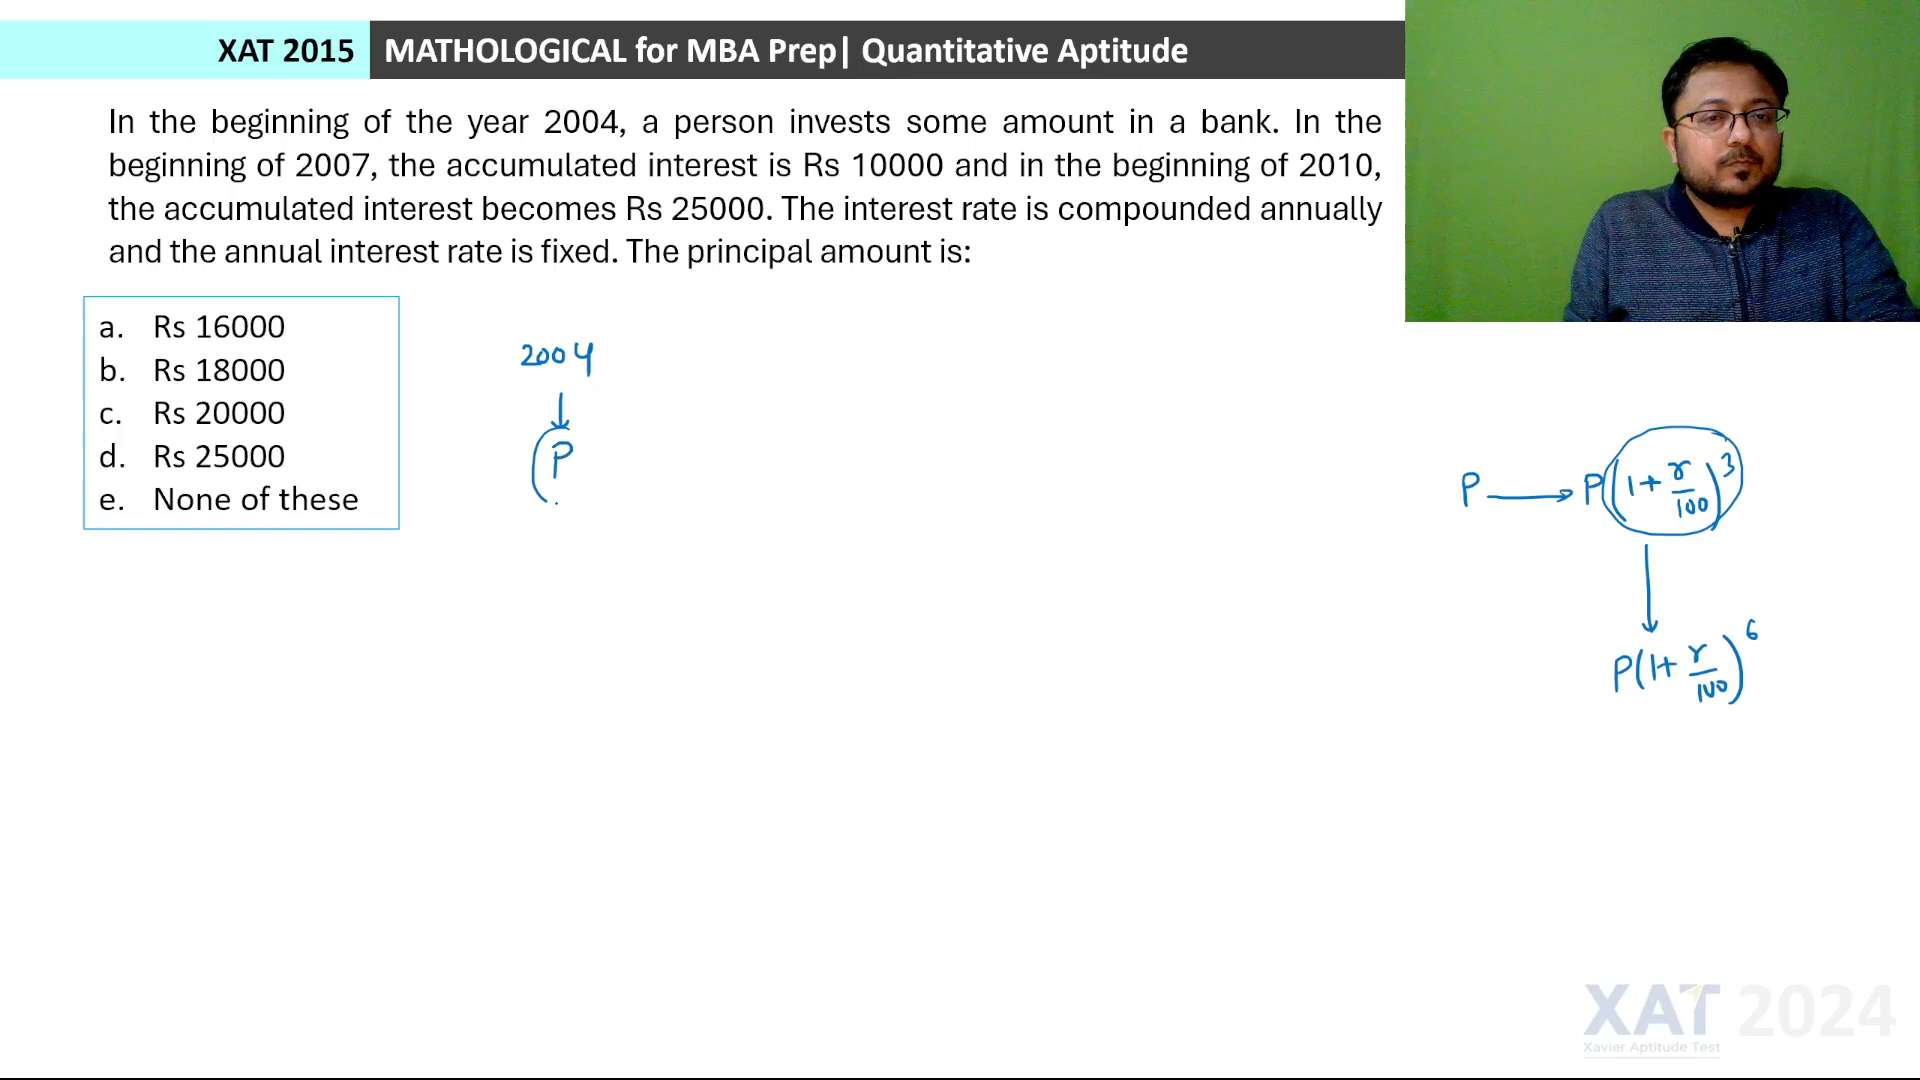 XAT 2015 MATHOLOGICAL for MBA Prep| Quantitative Aptitude
In the beginning of the year 2004, a person invests some amount in a bank. In the
beginning of 2007, the accumulated interest is Rs 10000 and in the beginning of 2010,
the accumulated interest becomes Rs 25000. The interest rate is compounded annually
and the annual interest rate is fixed. The principal amount is:
a. Rs 16000
b. Rs 18000
c. Rs 20000
d. Rs 25000
e. None of these
2004
↓
(P
P → P(1+r/100)^3
↓
P(1+r/100)^6
XAT 2024
Xavier Aptitude Test